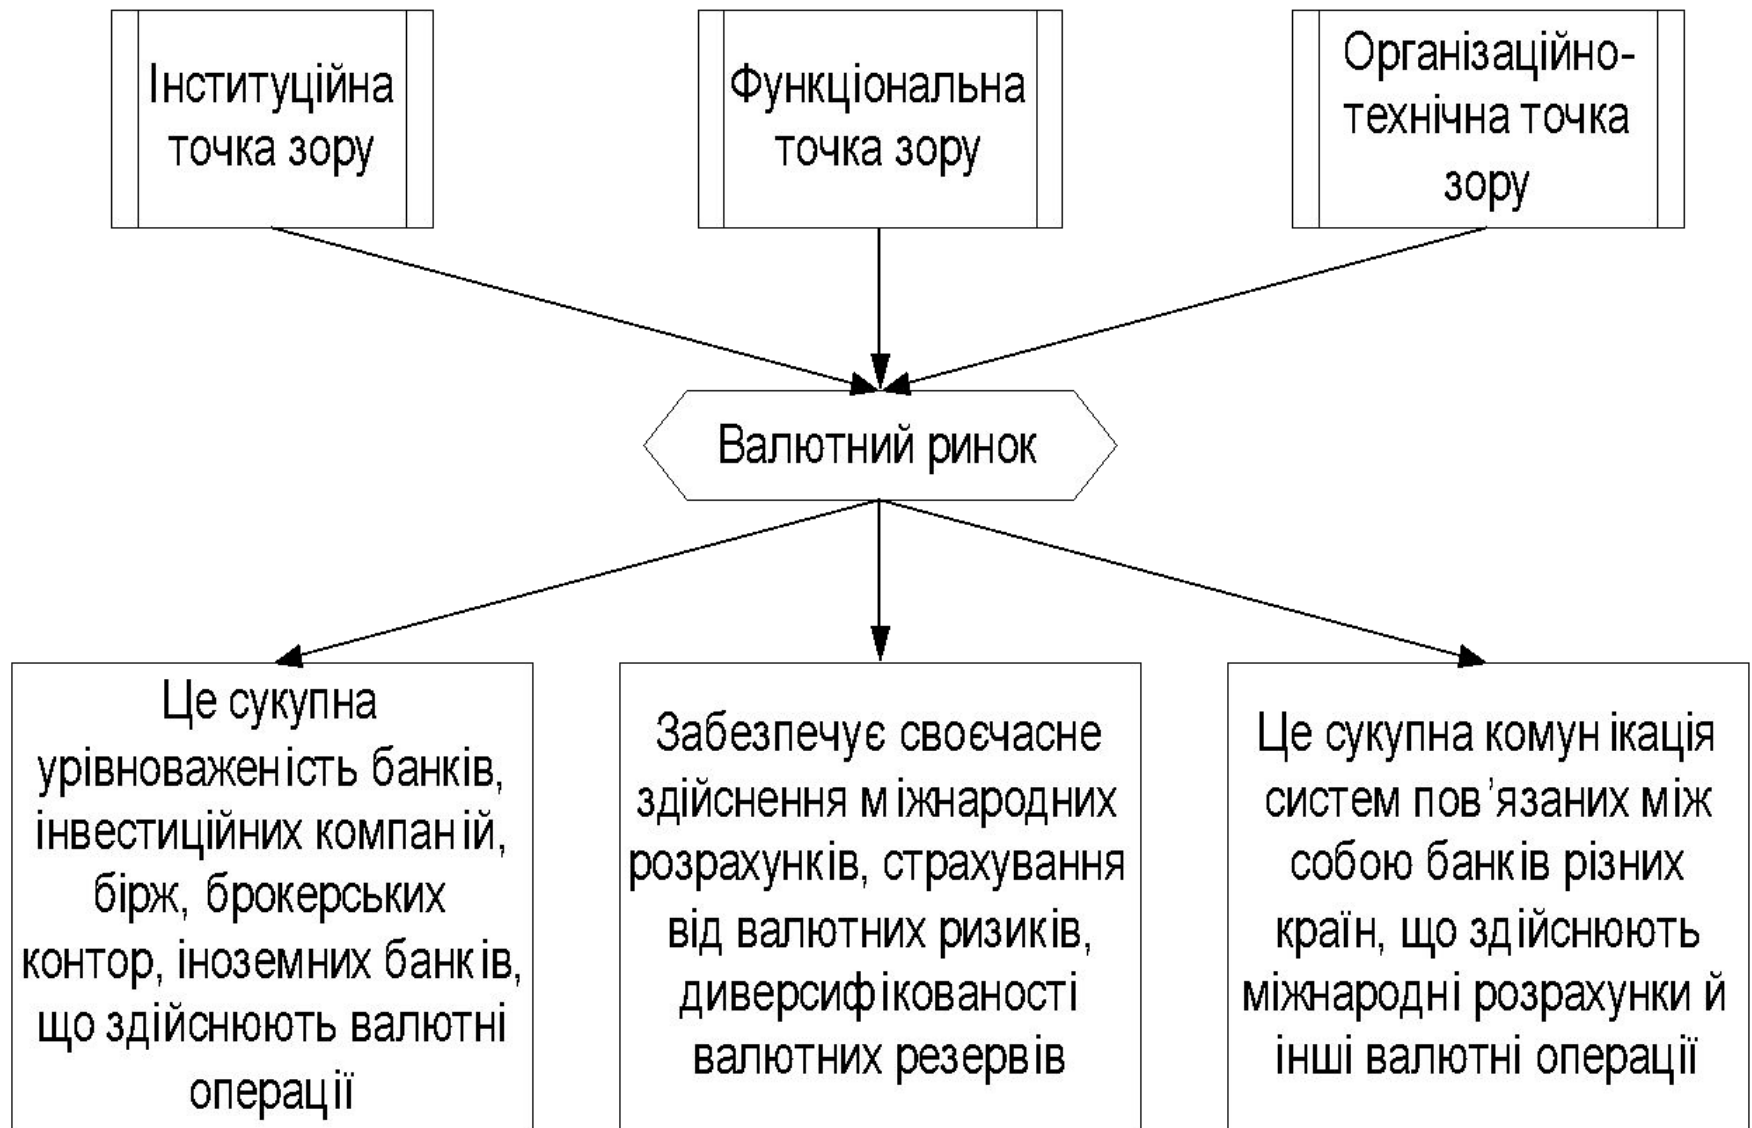 Інституційна
точка зору
Функціональна
точка зору
Організаційно-
технічна точка
зору
Валютний ринок
Це сукупна
урівноваженість банків,
інвестиційних компаній,
бірж, брокерських
контор, іноземних банків,
що здійснюють валютні
операції
Забезпечує своєчасне
здійснення міжнародних
розрахунків, страхування
від валютних ризиків,
диверсифікованості
валютних резервів
Це сукупна комунікація
систем пов’язаних між
собою банків різних
країн, що здійснюють
міжнародні розрахунки й
інші валютні операції